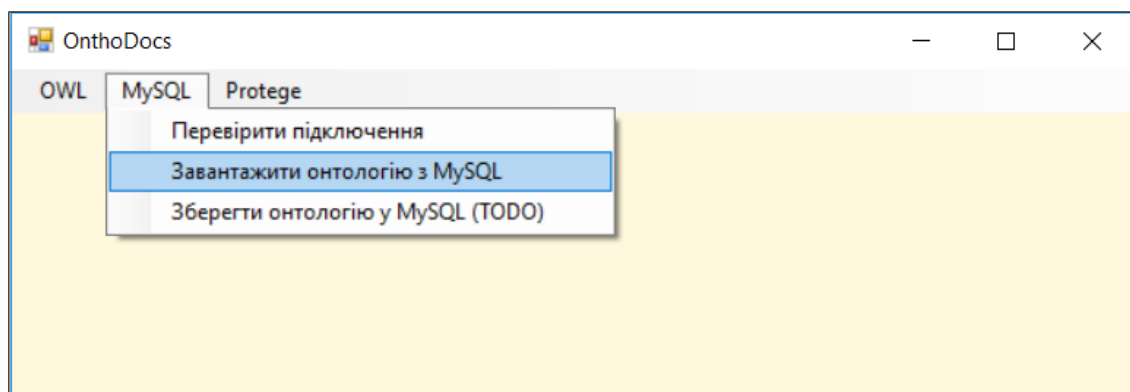 OnthoDocs
OWL MySQL Protege
Перевірити підключення
Завантажити онтологію з MySQL
Зберегти онтологію у MySQL (TODO)